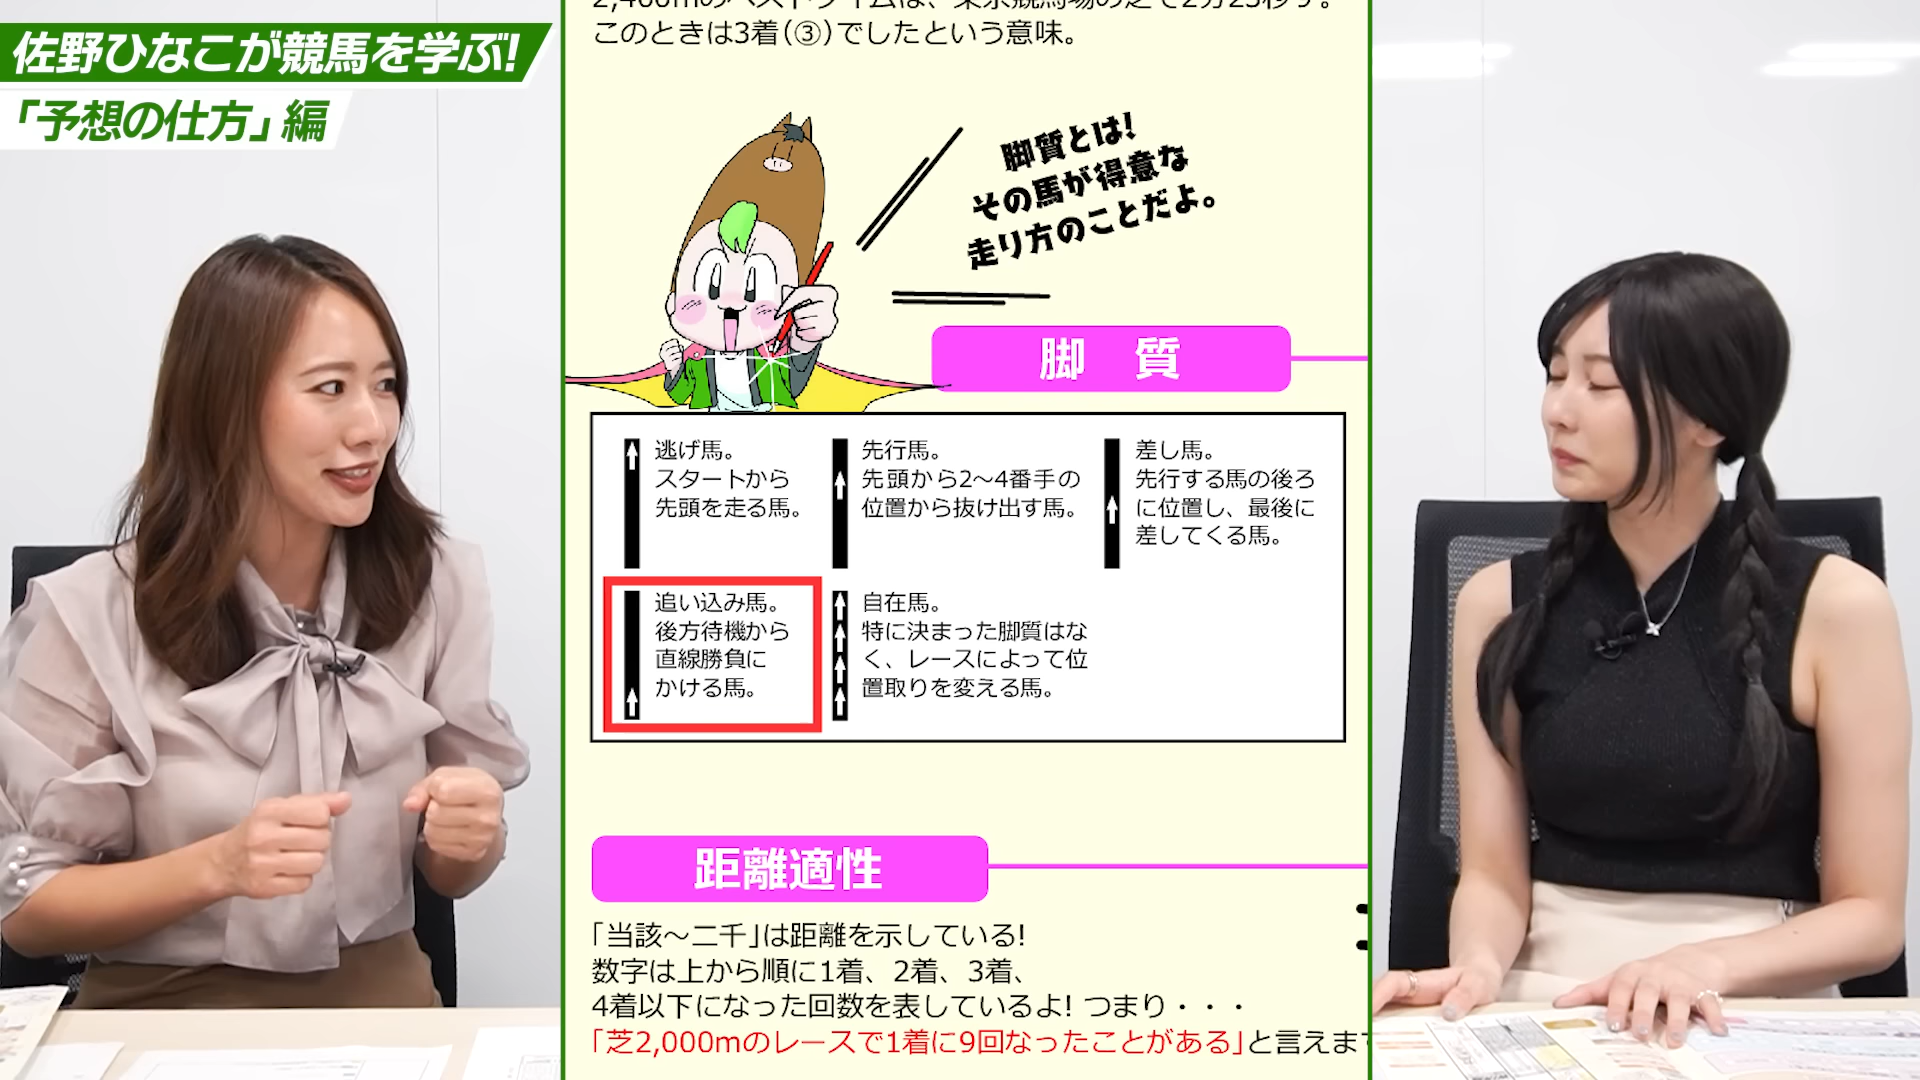 佐野ひなこが競馬を学ぶ!
「予想の仕方」編
このときは3着(③)でしたという意味。
脚質とは!
その馬が得意な
走り方のことだよ。
脚 質
逃げ馬。
スタートから
先頭を走る馬。
先行馬。
先頭から2〜4番手の
位置から抜け出す馬。
差し馬。
先行する馬の後ろ
に位置し、最後に
差してくる馬。
追い込み馬。
後方待機から
直線勝負に
かける馬。
自在馬。
特に決まった脚質はな
く、レースによって位
置取りを変える馬。
距離適性
「当該〜二千」は距離を示している!
数字は上から順に1着、2着、3着、
4着以下になった回数を表しているよ! つまり・・・
「芝2,000mのレースで1着に9回なったことがある」と言えます